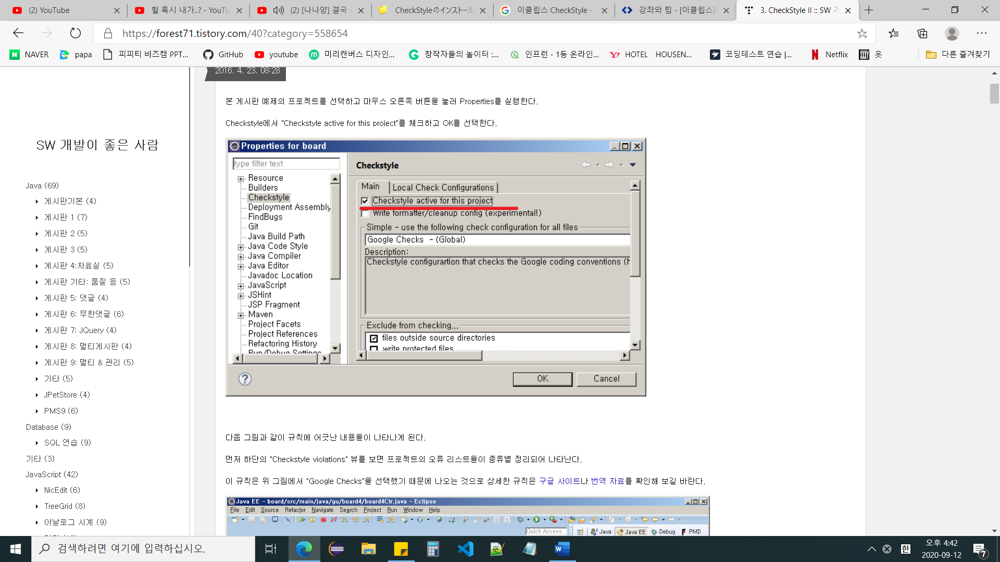 (2) YouTube
헐 혹시 내가..? - YouTu
(2) [나나양] 결국
CheckStyleのインストール
이클립스 CheckStyle -
강좌와 팁 - [이클립스]
3. CheckStyle II :: SW 개
https://forest71.tistory.com/40?category=558654
NAVER
papa
피피티 비즈캠 PPT...
GitHub
youtube
미리캔버스 디자인...
창작자들의 놀이터 :...
인프런 - 1등 온라인...
HOTEL HOUSEN...
코딩테스트 연습 |...
Netflix
옷
다른 즐겨찾기
2016. 4. 23. 08:28
SW 개발이 좋은 사람
Java (69)
게시판기본 (4)
게시판 1 (7)
게시판 2 (5)
게시판 3 (5)
게시판 4:자료실 (5)
게시판 기타: 품질 등 (5)
게시판 5: 댓글 (4)
게시판 6: 무한댓글 (6)
게시판 7: JQuery (4)
게시판 8: 멀티게시판 (4)
게시판 9: 멀티 & 관리 (5)
기타 (5)
JPetStore (4)
PMS9 (6)
Database (9)
SQL 연습 (9)
기타 (3)
JavaScript (42)
NicEdit (6)
TreeGrid (8)
아날로그 시계 (9)
본 게시판 예제의 프로젝트를 선택하고 마우스 오른쪽 버튼을 눌러 Properties를 실행한다.
Checkstyle에서 "Checkstyle active for this project"를 체크하고 OK를 선택한다.
Properties for board
type filter text
Resource
Builders
Checkstyle
Deployment Assembly
FindBugs
Git
Java Build Path
Java Code Style
Java Compiler
Java Editor
Javadoc Location
JavaScript
JSHint
JSP Fragment
Maven
Project Facets
Project References
Refactoring History
Run/Debug Settings
Checkstyle
Main
Local Check Configurations
Checkstyle active for this project
Write formatter/cleanup config (experimental!)
Simple - use the following check configuration for all files
Google Checks - (Global)
Description:
Checkstyle configurartion that checks the Google coding conventions (h
Exclude from checking...
files outside source directories
write protected files
OK
Cancel
다음 그림과 같이 규칙에 어긋난 내용들이 나타나게 된다.
먼저 하단의 "Checkstyle violations" 뷰를 보면 프로젝트의 오류 리스트들이 종류별 정리되어 나타난다.
이 규칙은 위 그림에서 "Google Checks"을 선택했기 때문에 나오는 것으로 상세한 규칙은 구글 사이트나 번역 자료를 확인해 보길 바란다.
Java EE - board/src/main/java/gu/board4/board4Ctr.java - Eclipse
File Edit Source Refactor Navigate Search Project Run Window Help
Quick Access
Java
Java EE
Debug
PMD
검색하려면 여기에 입력하십시오.
한
오후 4:42
2020-09-12
7